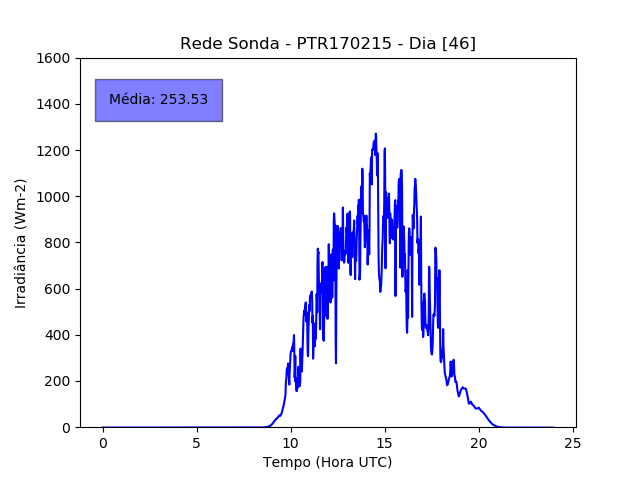 Rede Sonda - PTR170215 - Dia [46]
1600
1400
1200
1000
800
600
400
200
0
Média: 253.53
Irradiância (Wm-2)
0 5 10 15 20 25
Tempo (Hora UTC)